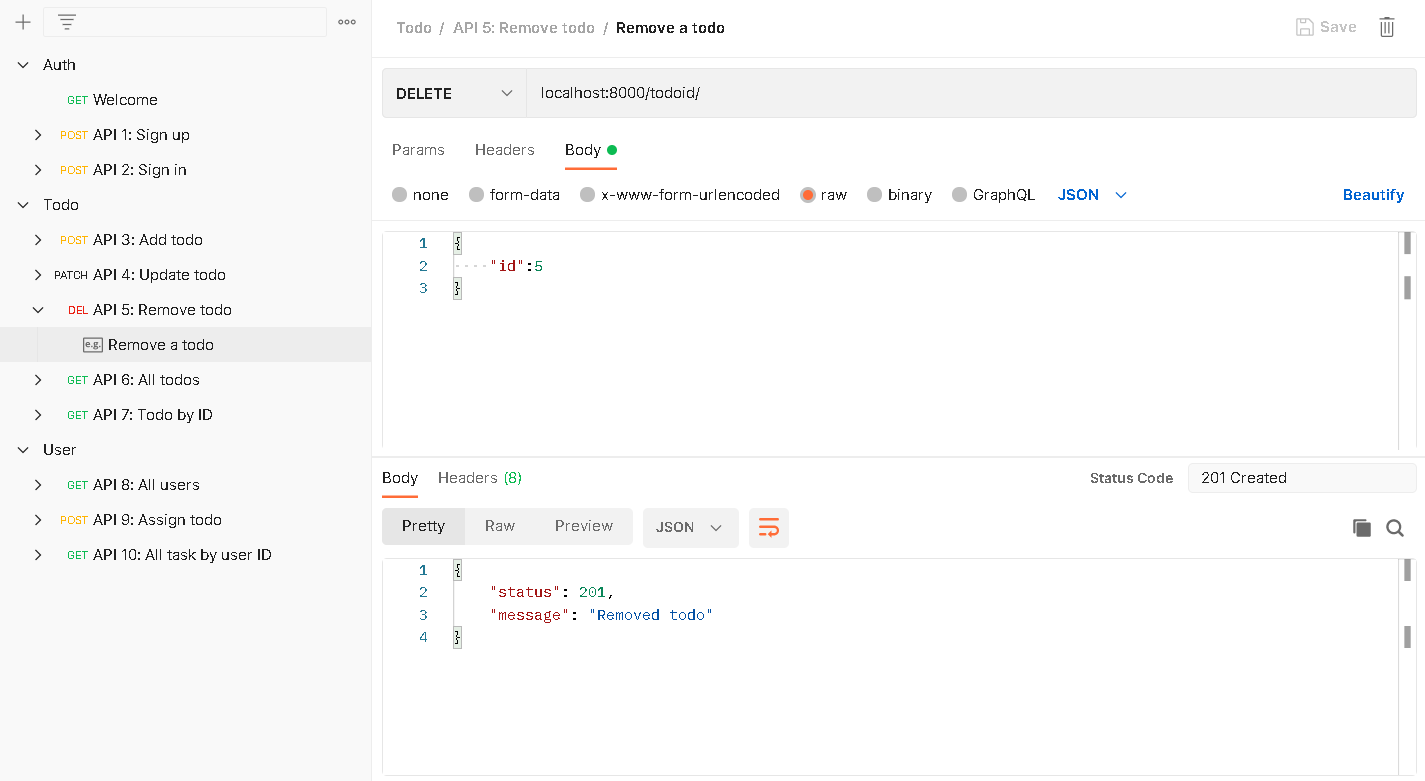 Auth
GET Welcome
POST API 1: Sign up
POST API 2: Sign in
Todo
POST API 3: Add todo
PATCH API 4: Update todo
DEL API 5: Remove todo
e.g. Remove a todo
GET API 6: All todos
GET API 7: Todo by ID
User
GET API 8: All users
POST API 9: Assign todo
GET API 10: All task by user ID
Todo / API 5: Remove todo / Remove a todo
Save
DELETE localhost:8000/todoid/
Params Headers Body
none form-data x-www-form-urlencoded raw binary GraphQL JSON Beautify
1 {
2 ····"id":5
3 }
Body Headers (8) Status Code 201 Created
Pretty Raw Preview JSON
1 {
2 "status": 201,
3 "message": "Removed todo"
4 }